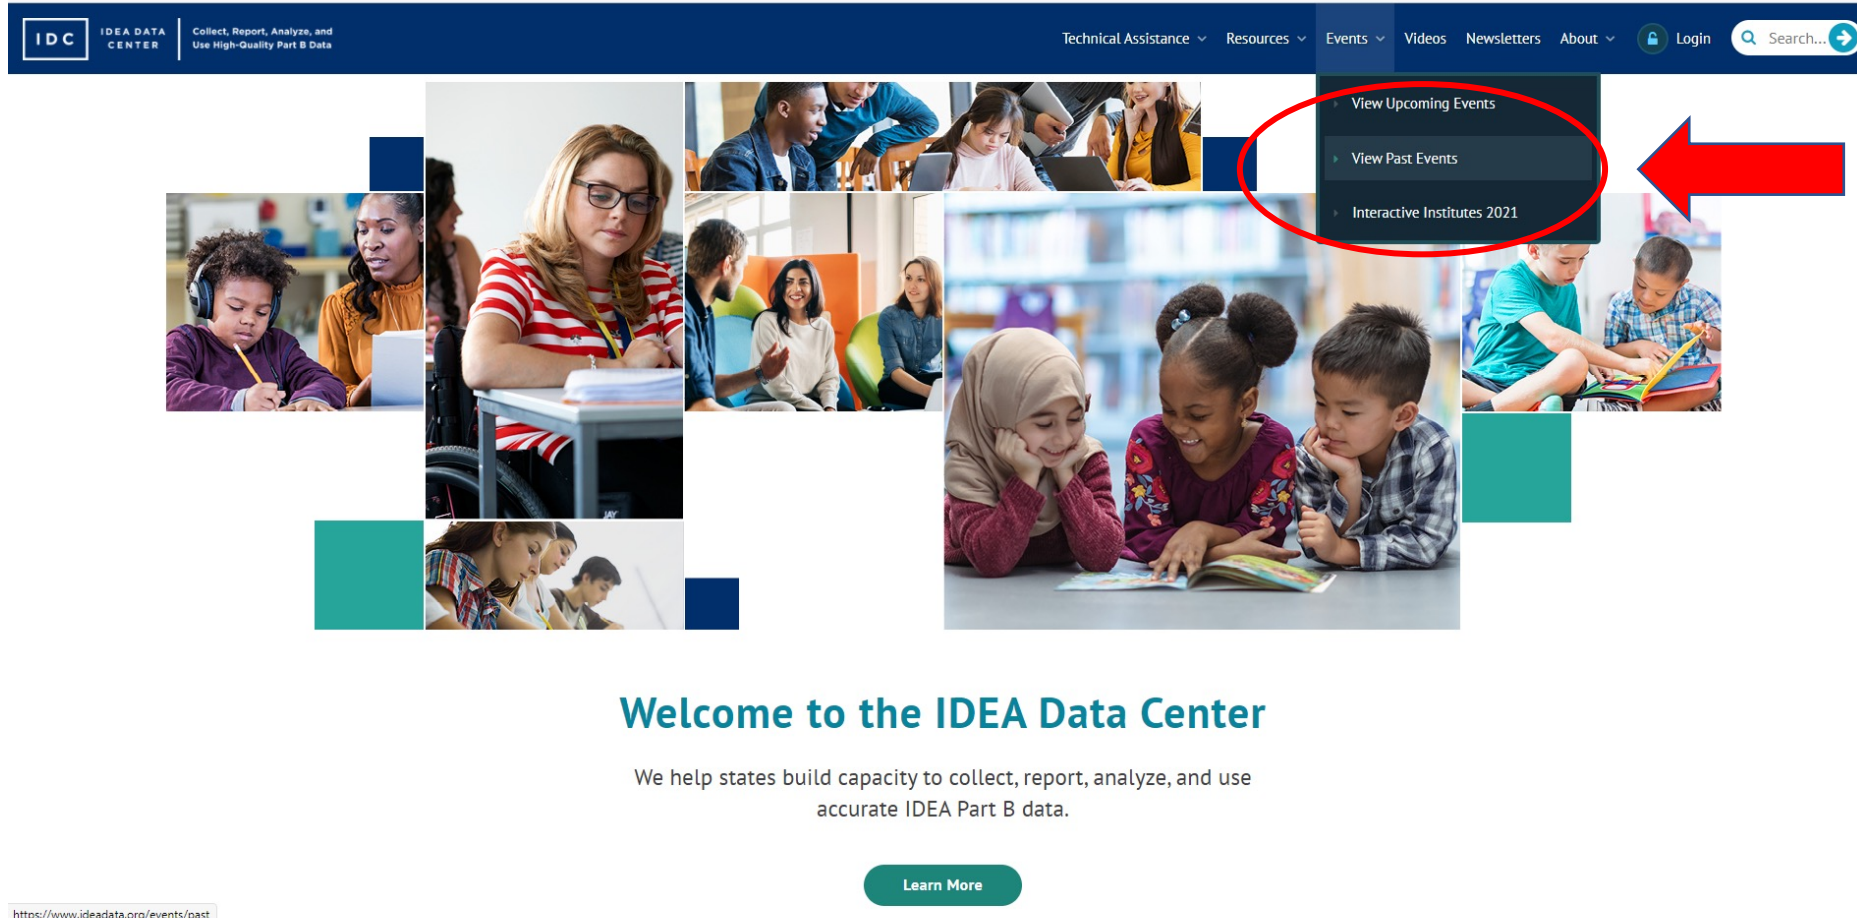 IDC
IDEA DATA
CENTER
Collect, Report, Analyze, and
Use High-Quality Part B Data
Technical Assistance
Resources
Events
Videos
Newsletters
About
Login
Search...
View Upcoming Events
View Past Events
Interactive Institutes 2021
JAY
Welcome to the IDEA Data Center
We help states build capacity to collect, report, analyze, and use
accurate IDEA Part B data.
Learn More
https://www.ideadata.org/events/past